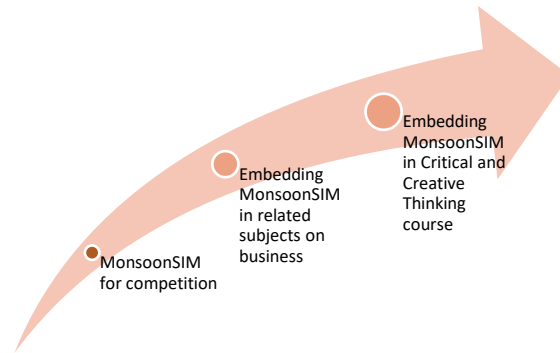 MonsoonSIM
for competition
Embedding
MonsoonSIM
in related
subjects on
business
Embedding
MonsoonSIM
in Critical and
Creative
Thinking
course